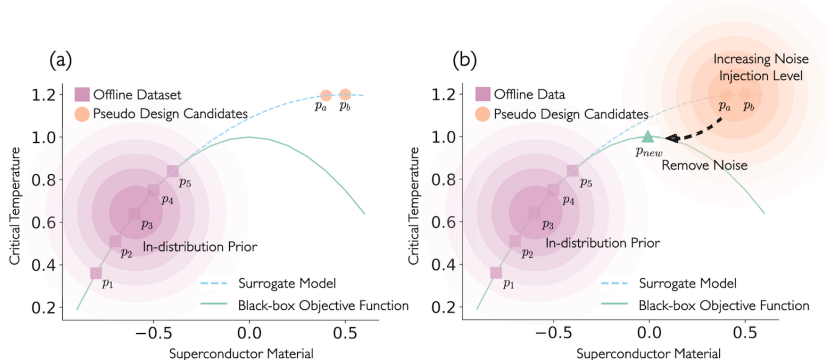 (a)
Offline Dataset
Pseudo Design Candidates
1.2
1.0
0.8
0.6
0.4
0.2
Critical Temperature
p_a
p_b
p_5
p_4
p_3
p_2
p_1
In-distribution Prior
Surrogate Model
Black-box Objective Function
−0.5
0.0
0.5
Superconductor Material
(b)
Offline Data
Pseudo Design Candidates
Increasing Noise
Injection Level
1.2
1.0
0.8
0.6
0.4
0.2
Critical Temperature
p_a
p_b
p_new
Remove Noise
p_5
p_4
p_3
p_2
p_1
In-distribution Prior
Surrogate Model
Black-box Objective Function
−0.5
0.0
0.5
Superconductor Material